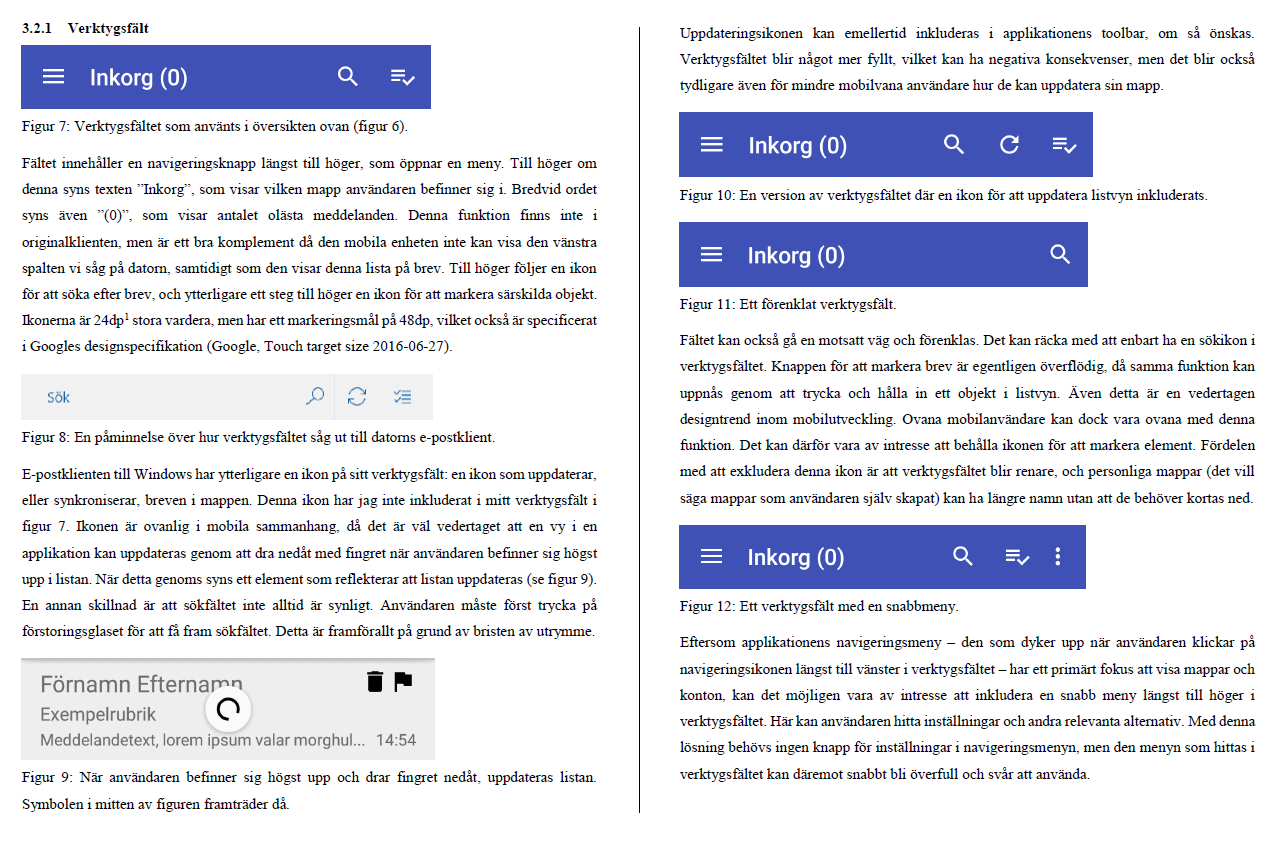 3.2.1 Verktygsfält
Inkorg (0)
Figur 7: Verktygsfältet som använts i översikten ovan (figur 6).
Fältet innehåller en navigeringsknapp längst till höger, som öppnar en meny. Till höger om
denna syns texten ”Inkorg”, som visar vilken mapp användaren befinner sig i. Bredvid ordet
syns även ”(0)”, som visar antalet olästa meddelanden. Denna funktion finns inte i
originalklienten, men är ett bra komplement då den mobila enheten inte kan visa den vänstra
spalten vi såg på datorn, samtidigt som den visar denna lista på brev. Till höger följer en ikon
för att söka efter brev, och ytterligare ett steg till höger en ikon för att markera särskilda objekt.
Ikonerna är 24dp¹ stora vardera, men har ett markeringsmål på 48dp, vilket också är specificerat
i Googles designspecifikation (Google, Touch target size 2016-06-27).
Sök
Figur 8: En påminnelse över hur verktygsfältet såg ut till datorns e-postklient.
E-postklienten till Windows har ytterligare en ikon på sitt verktygsfält: en ikon som uppdaterar,
eller synkroniserar, breven i mappen. Denna ikon har jag inte inkluderat i mitt verktygsfält i
figur 7. Ikonen är ovanlig i mobila sammanhang, då det är väl vedertaget att en vy i en
applikation kan uppdateras genom att dra nedåt med fingret när användaren befinner sig högst
upp i listan. När detta genoms syns ett element som reflekterar att listan uppdateras (se figur 9).
En annan skillnad är att sökfältet inte alltid är synligt. Användaren måste först trycka på
förstoringsglaset för att få fram sökfältet. Detta är framförallt på grund av bristen av utrymme.
Förnamn Efternamn
Exempelrubrik
Meddelandetext, lorem ipsum valar morghul... 14:54
Figur 9: När användaren befinner sig högst upp och drar fingret nedåt, uppdateras listan.
Symbolen i mitten av figuren framträder då.
Uppdateringsikonen kan emellertid inkluderas i applikationens toolbar, om så önskas.
Verktygsfältet blir något mer fyllt, vilket kan ha negativa konsekvenser, men det blir också
tydligare även för mindre mobilvana användare hur de kan uppdatera sin mapp.
Inkorg (0)
Figur 10: En version av verktygsfältet där en ikon för att uppdatera listvyn inkluderats.
Inkorg (0)
Figur 11: Ett förenklat verktygsfält.
Fältet kan också gå en motsatt väg och förenklas. Det kan räcka med att enbart ha en sökikon i
verktygsfältet. Knappen för att markera brev är egentligen överflödig, då samma funktion kan
uppnås genom att trycka och hålla in ett objekt i listvyn. Även detta är en vedertagen
designtrend inom mobilutveckling. Ovana mobilanvändare kan dock vara ovana med denna
funktion. Det kan därför vara av intresse att behålla ikonen för att markera element. Fördelen
med att exkludera denna ikon är att verktygsfältet blir renare, och personliga mappar (det vill
säga mappar som användaren själv skapat) kan ha längre namn utan att de behöver kortas ned.
Inkorg (0)
Figur 12: Ett verktygsfält med en snabbmeny.
Eftersom applikationens navigeringsmeny – den som dyker upp när användaren klickar på
navigeringsikonen längst till vänster i verktygsfältet – har ett primärt fokus att visa mappar och
konton, kan det möjligen vara av intresse att inkludera en snabb meny längst till höger i
verktygsfältet. Här kan användaren hitta inställningar och andra relevanta alternativ. Med denna
lösning behövs ingen knapp för inställningar i navigeringsmenyn, men den menyn som hittas i
verktygsfältet kan däremot snabbt bli överfull och svår att använda.